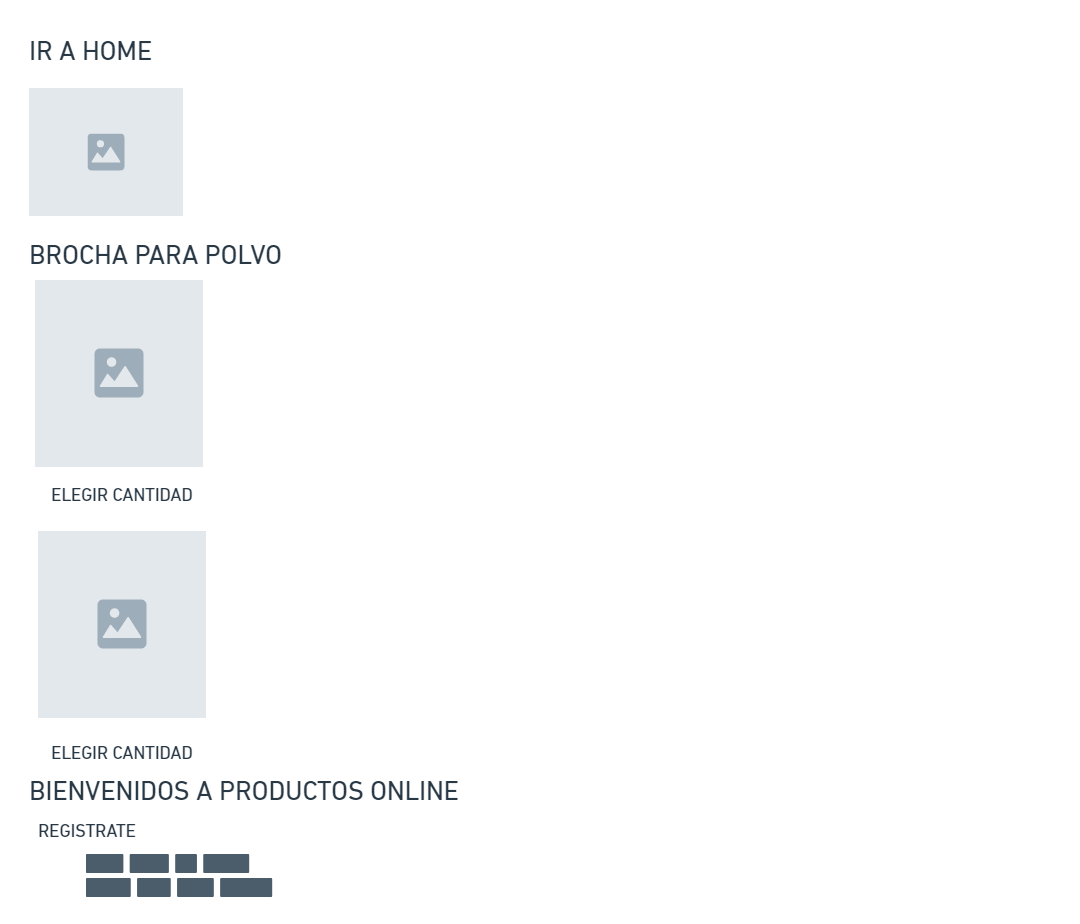 IR A HOME
BROCHA PARA POLVO
ELEGIR CANTIDAD
ELEGIR CANTIDAD
BIENVENIDOS A PRODUCTOS ONLINE
REGISTRATE